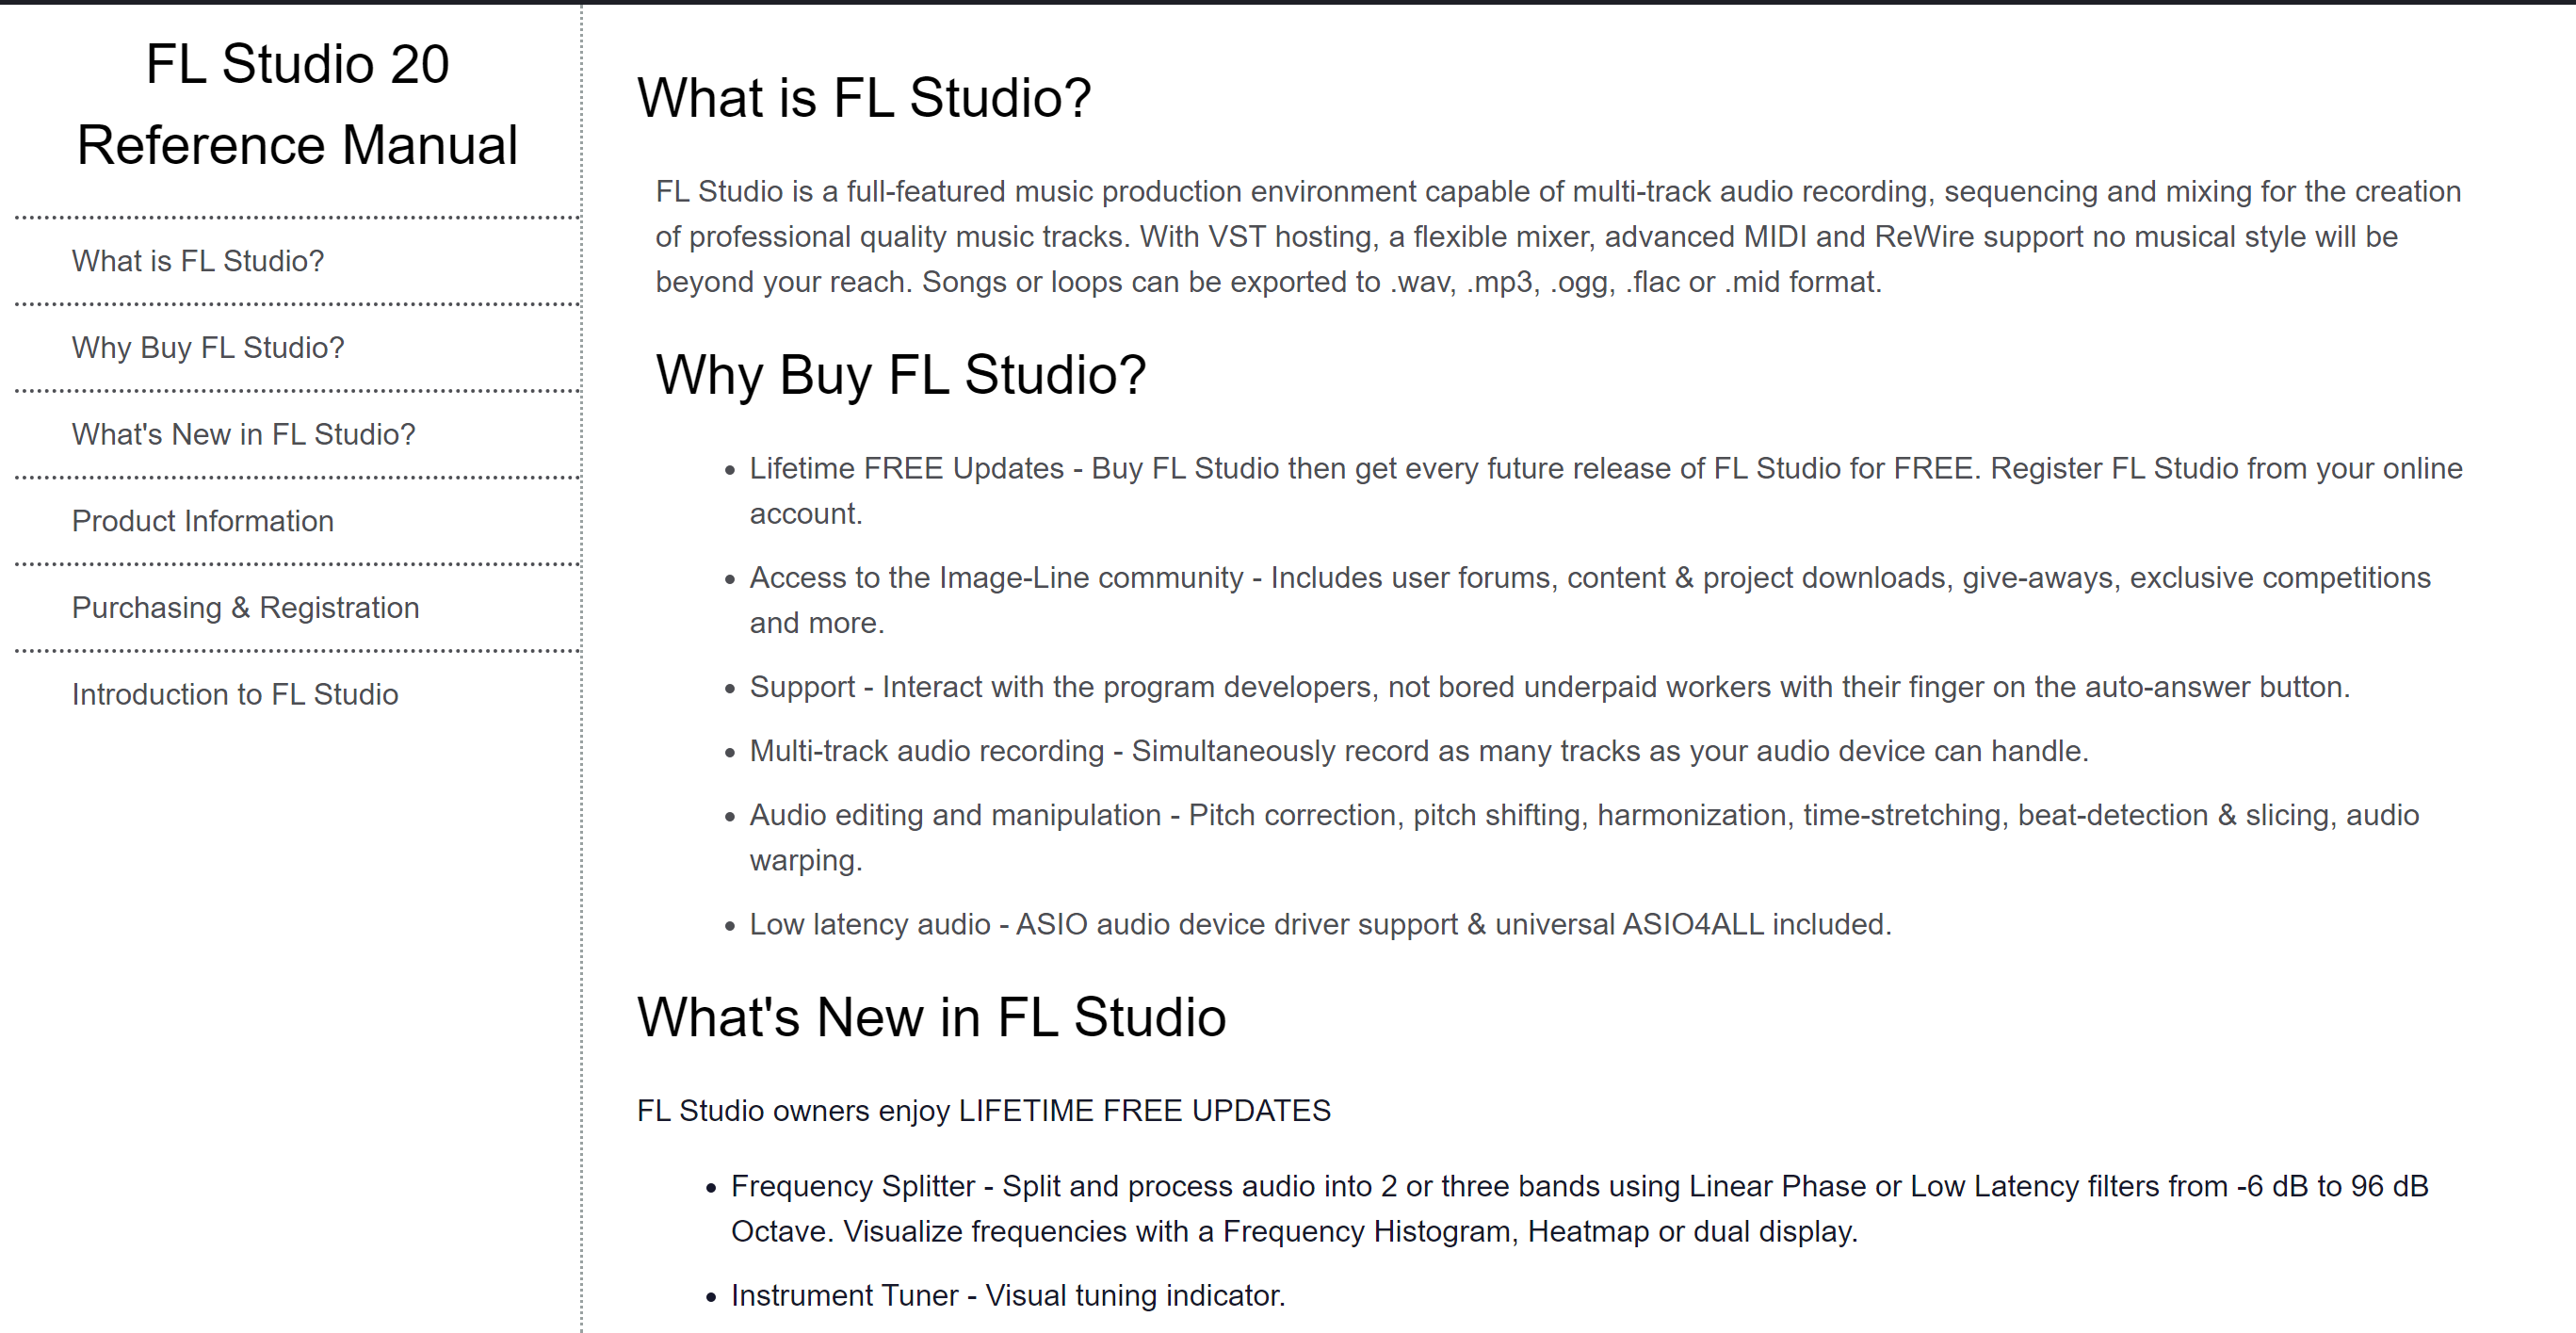 FL Studio 20
Reference Manual
What is FL Studio?
Why Buy FL Studio?
What's New in FL Studio?
Product Information
Purchasing & Registration
Introduction to FL Studio
What is FL Studio?
FL Studio is a full-featured music production environment capable of multi-track audio recording, sequencing and mixing for the creation
of professional quality music tracks. With VST hosting, a flexible mixer, advanced MIDI and ReWire support no musical style will be
beyond your reach. Songs or loops can be exported to .wav, .mp3, .ogg, .flac or .mid format.
Why Buy FL Studio?
• Lifetime FREE Updates - Buy FL Studio then get every future release of FL Studio for FREE. Register FL Studio from your online
account.
• Access to the Image-Line community - Includes user forums, content & project downloads, give-aways, exclusive competitions
and more.
• Support - Interact with the program developers, not bored underpaid workers with their finger on the auto-answer button.
• Multi-track audio recording - Simultaneously record as many tracks as your audio device can handle.
• Audio editing and manipulation - Pitch correction, pitch shifting, harmonization, time-stretching, beat-detection & slicing, audio
warping.
• Low latency audio - ASIO audio device driver support & universal ASIO4ALL included.
What's New in FL Studio
FL Studio owners enjoy LIFETIME FREE UPDATES
• Frequency Splitter - Split and process audio into 2 or three bands using Linear Phase or Low Latency filters from -6 dB to 96 dB
Octave. Visualize frequencies with a Frequency Histogram, Heatmap or dual display.
• Instrument Tuner - Visual tuning indicator.